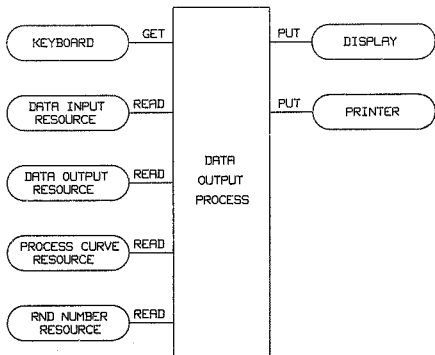 KEYBOARD
GET
PUT
DISPLAY
DATA INPUT
RESOURCE
READ
PUT
PRINTER
DATA OUTPUT
RESOURCE
READ
DATA
OUTPUT
PROCESS
PROCESS CURVE
RESOURCE
READ
RND NUMBER
RESOURCE
READ